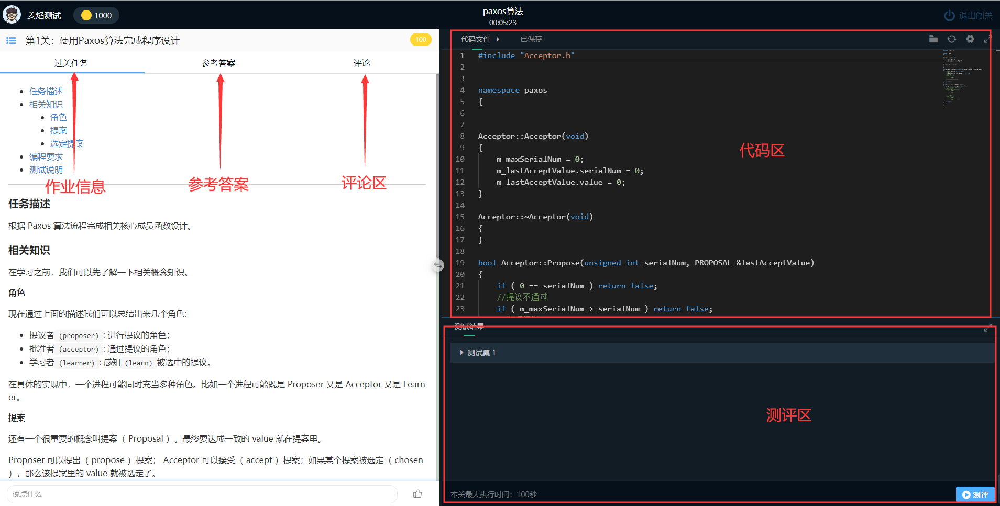 姜焰测试
1000
paxos算法
00:05:23
退出闯关
第1关：使用Paxos算法完成程序设计
100
过关任务
参考答案
评论
任务描述
相关知识
角色
提案
选定提案
编程要求
测试说明
作业信息
参考答案
评论区
任务描述
根据 Paxos 算法流程完成相关核心成员函数设计。
相关知识
在学习之前，我们可以先了解一下相关概念知识。
角色
现在通过上面的描述我们可以总结出来几个角色:
提议者 (proposer)：进行提议的角色；
批准者 (acceptor)：通过提议的角色；
学习者 (learner)：感知 (learn) 被选中的提议。
在具体的实现中，一个进程可能同时充当多种角色。比如一个进程可能既是 Proposer 又是 Acceptor 又是 Learn
er。
提案
还有一个很重要的概念叫提案（ Proposal ）。最终要达成一致的 value 就在提案里。
Proposer 可以提出（ propose ）提案； Acceptor 可以接受（ accept ）提案；如果某个提案被选定（ chosen
），那么该提案里的 value 就被选定了。
说点什么
代码文件
已保存
1 #include "Acceptor.h"
2
3
4 namespace paxos
5 {
6
7
8 Acceptor::Acceptor(void)
9 {
10 m_maxSerialNum = 0;
11 m_lastAcceptValue.serialNum = 0;
12 m_lastAcceptValue.value = 0;
13 }
14
15 Acceptor::~Acceptor(void)
16 {
17 }
18
19 bool Acceptor::Propose(unsigned int serialNum, PROPOSAL &lastAcceptValue)
20 {
21 if ( 0 == serialNum ) return false;
22 //提议不通过
23 if ( m_maxSerialNum > serialNum ) return false;
代码区
测试结果
测试集 1
测评区
本关最大执行时间：100秒
测评